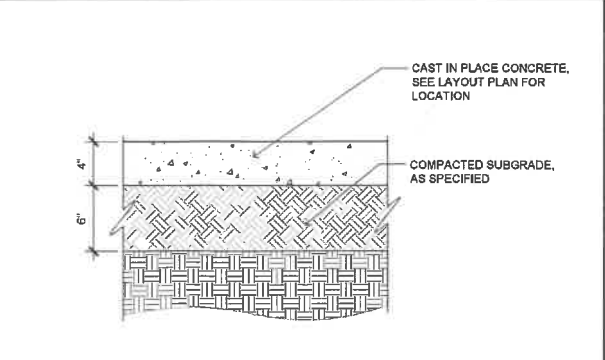 CAST IN PLACE CONCRETE,
SEE LAYOUT PLAN FOR
LOCATION
4"
COMPACTED SUBGRADE,
AS SPECIFIED
6"